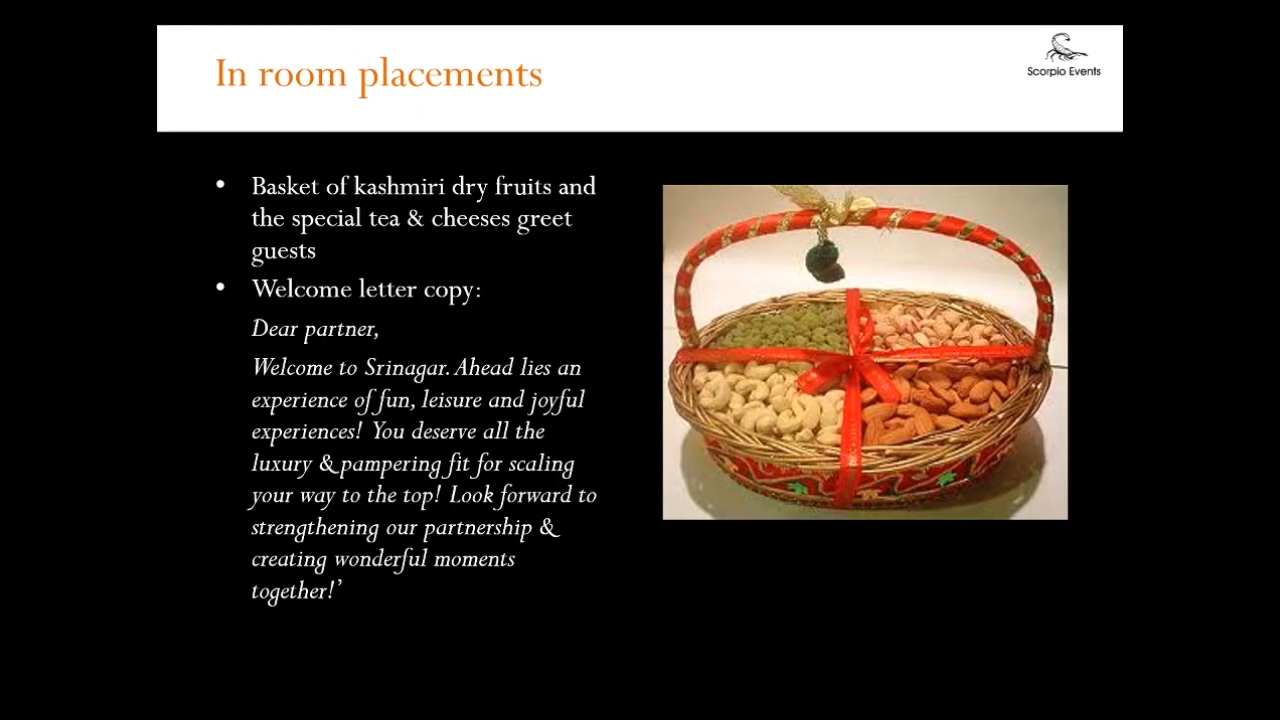 In room placements
Scorpio Events
• Basket of kashmiri dry fruits and
the special tea & cheeses greet
guests
• Welcome letter copy:
Dear partner,
Welcome to Srinagar. Ahead lies an
experience of fun, leisure and joyful
experiences! You deserve all the
luxury & pampering fit for scaling
your way to the top! Look forward to
strengthening our partnership &
creating wonderful moments
together!’